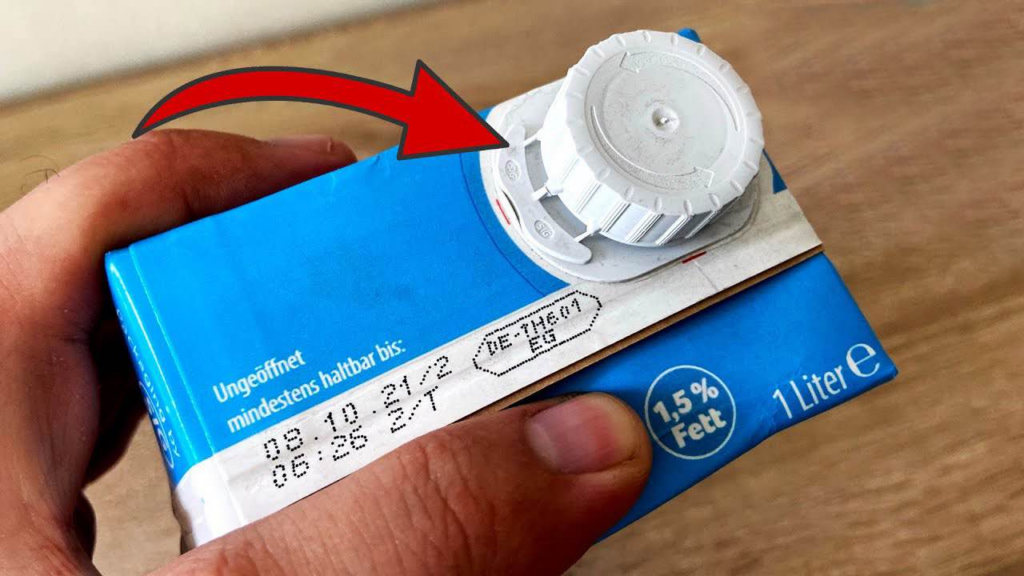 Ungeöffnet
mindestens haltbar bis:
08.10.21/2
06:26 2/T
DE-TH601
EG
1,5%
Fett
1 Liter ℮